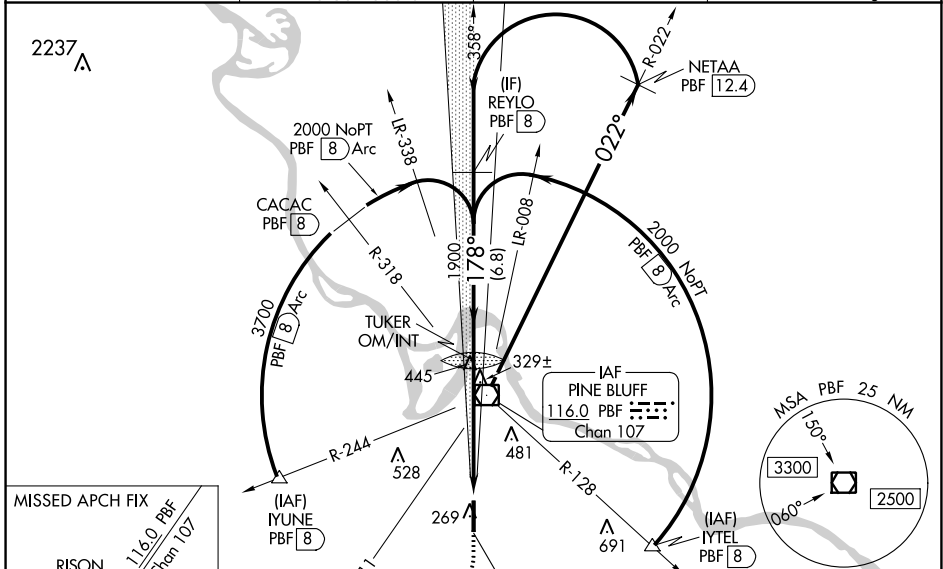 2237
358°
R-022
NETAA
PBF 12.4
(IF)
REYLO
PBF 8
022°
2000 NoPT
PBF 8 Arc
LR-338
LR-008
CACAC
PBF 8
R-318
1900
178°
(6.8)
2000 NoPT
PBF 8 Arc
3700
PBF 8 Arc
TUKER
OM/INT
445
329±
IAF
PINE BLUFF
116.0 PBF
Chan 107
MSA PBF 25 NM
150°
3300
2500
060°
R-244
528
481
R-128
(IAF)
IYUNE
PBF 8
269
691
(IAF)
IYTEL
PBF 8
MISSED APCH FIX
116.0 PBF
Chan 107
RISON